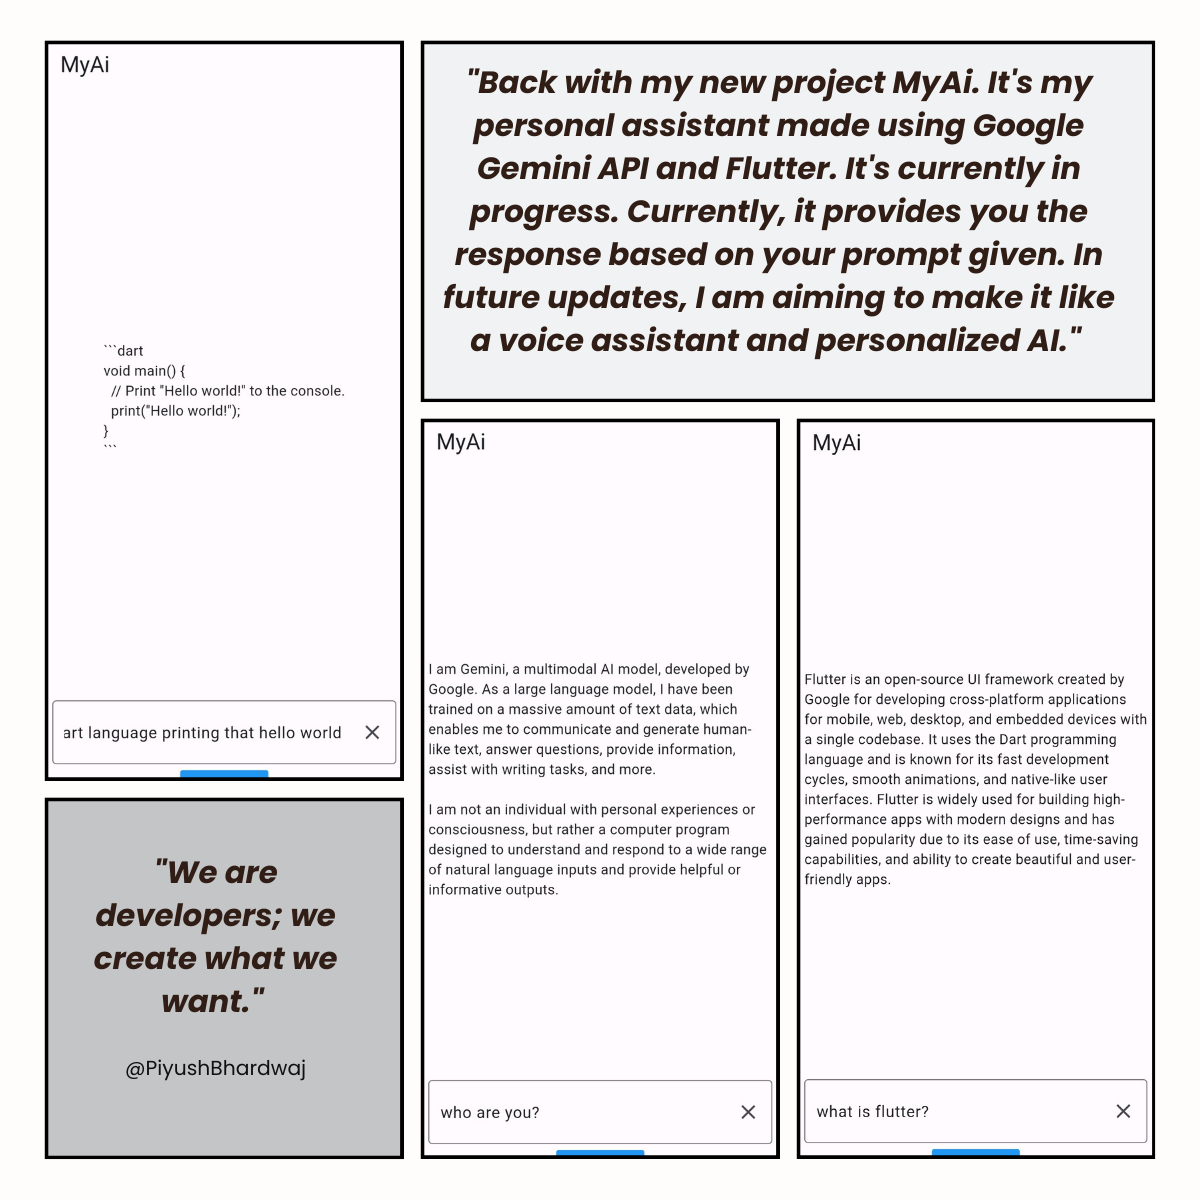 MyAi
```dart
void main() {
  // Print "Hello world!" to the console.
  print("Hello world!");
}
```
art language printing that hello world
"Back with my new project MyAi. It's my
personal assistant made using Google
Gemini API and Flutter. It's currently in
progress. Currently, it provides you the
response based on your prompt given. In
future updates, I am aiming to make it like
a voice assistant and personalized AI."
"We are
developers; we
create what we
want."
@PiyushBhardwaj
MyAi
I am Gemini, a multimodal AI model, developed by
Google. As a large language model, I have been
trained on a massive amount of text data, which
enables me to communicate and generate human-
like text, answer questions, provide information,
assist with writing tasks, and more.
I am not an individual with personal experiences or
consciousness, but rather a computer program
designed to understand and respond to a wide range
of natural language inputs and provide helpful or
informative outputs.
who are you?
MyAi
Flutter is an open-source UI framework created by
Google for developing cross-platform applications
for mobile, web, desktop, and embedded devices with
a single codebase. It uses the Dart programming
language and is known for its fast development
cycles, smooth animations, and native-like user
interfaces. Flutter is widely used for building high-
performance apps with modern designs and has
gained popularity due to its ease of use, time-saving
capabilities, and ability to create beautiful and user-
friendly apps.
what is flutter?